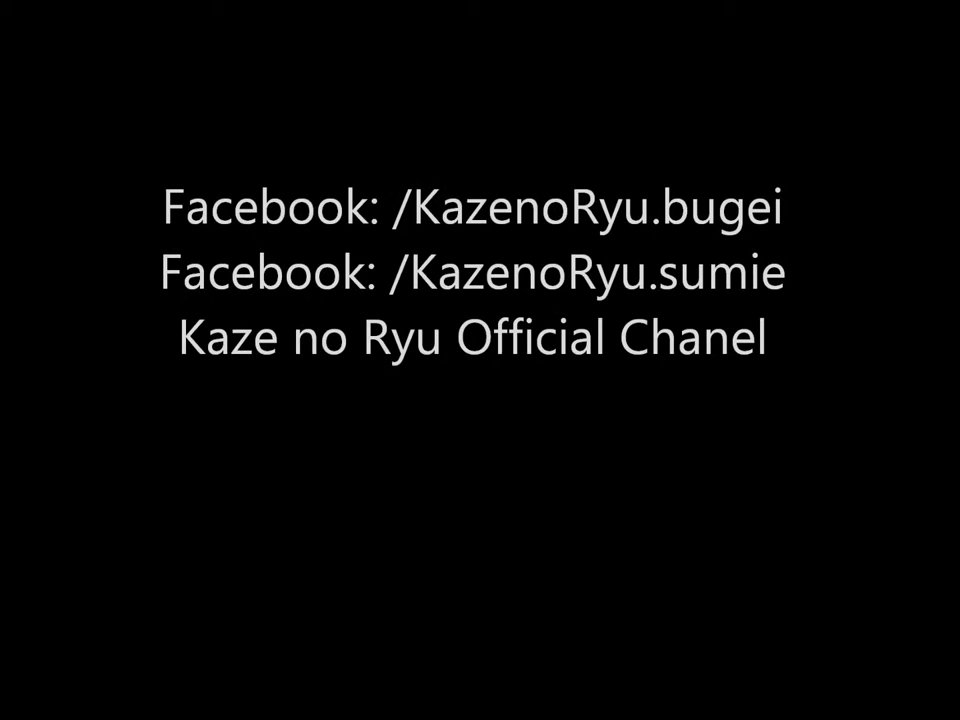 Facebook: /KazenoRyu.bugei
Facebook: /KazenoRyu.sumie
Kaze no Ryu Official Chanel